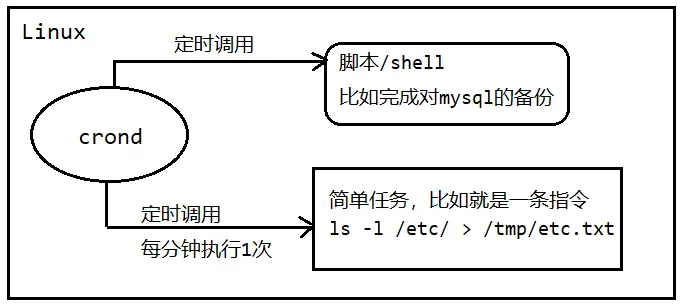 Linux
定时调用
脚本/shell
比如完成对mysql的备份
crond
定时调用
每分钟执行1次
简单任务，比如就是一条指令
ls -l /etc/ > /tmp/etc.txt